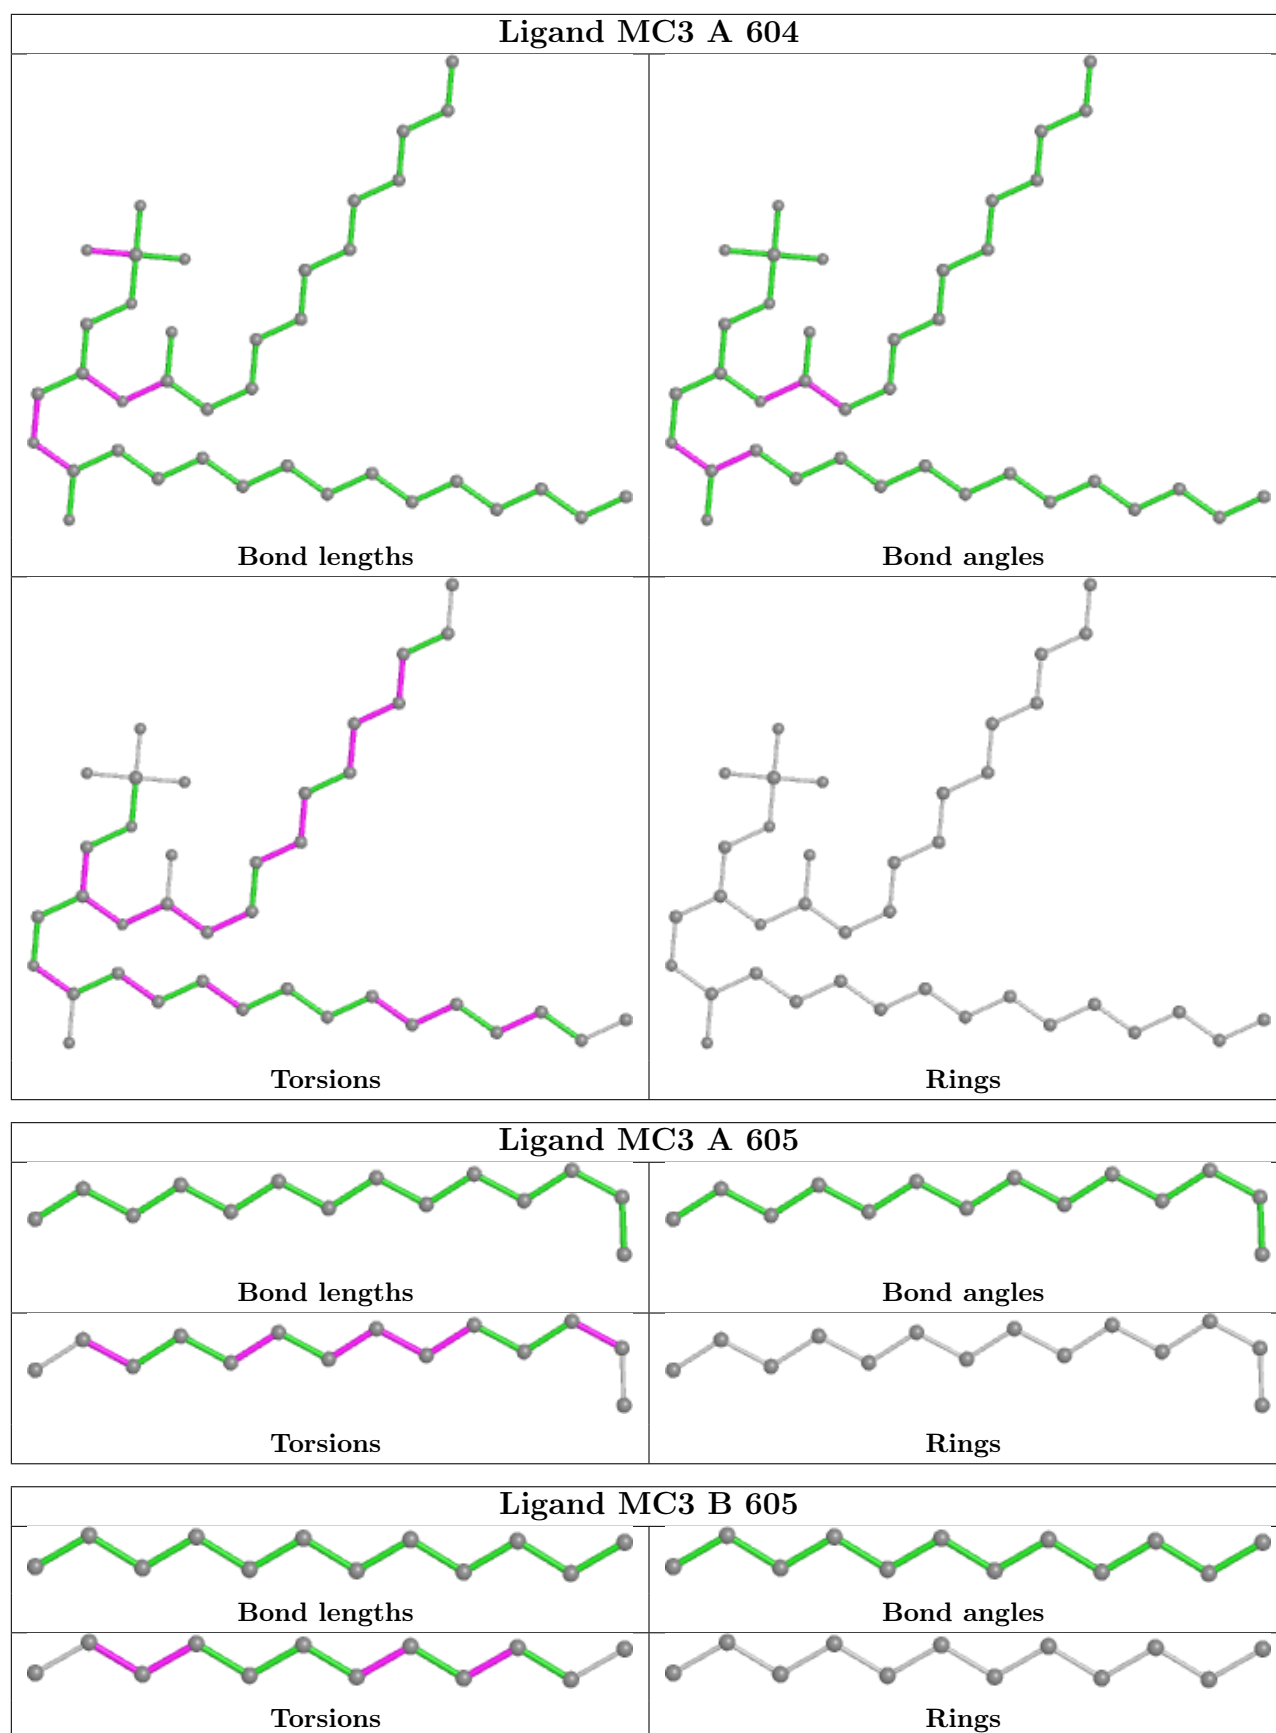 Ligand MC3 A 604
Bond lengths
Bond angles
Torsions
Rings
Ligand MC3 A 605
Bond lengths
Bond angles
Torsions
Rings
Ligand MC3 B 605
Bond lengths
Bond angles
Torsions
Rings